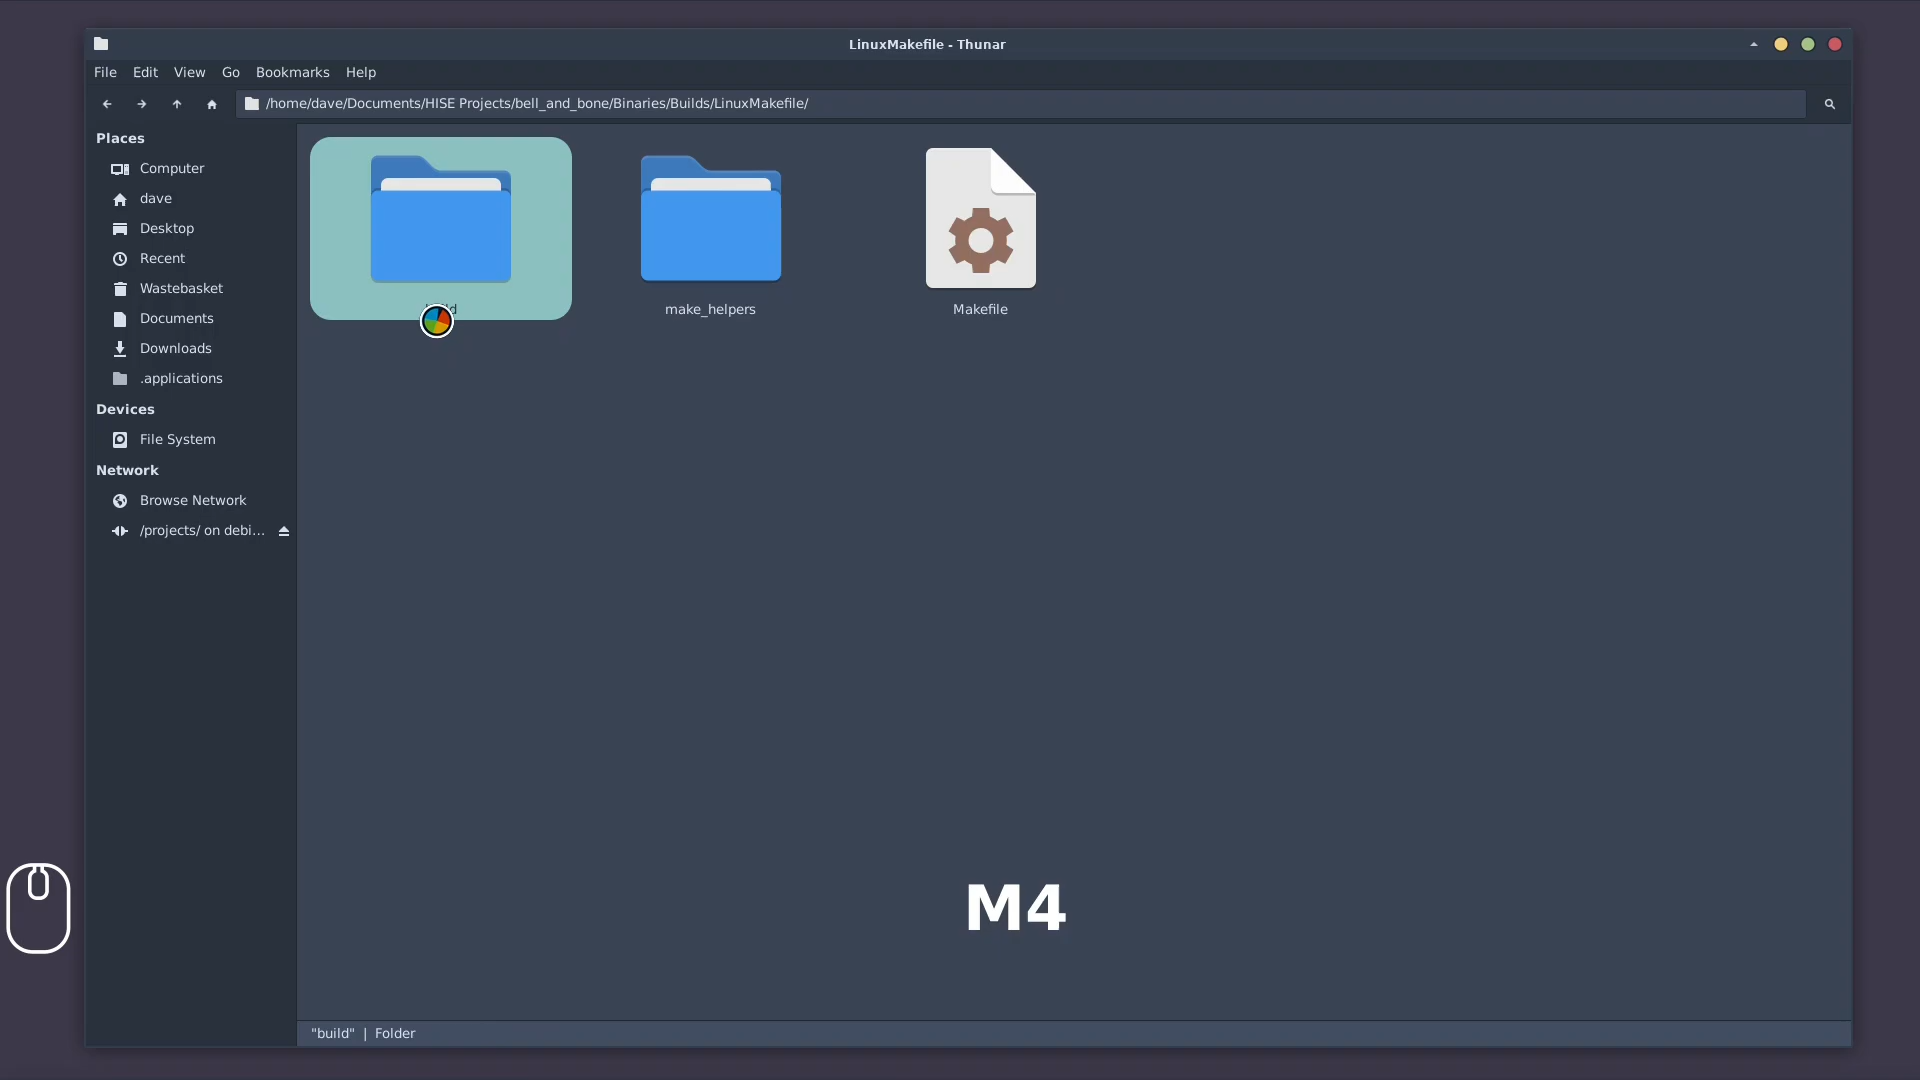 LinuxMakefile - Thunar
File Edit View Go Bookmarks Help
/home/dave/Documents/HISE Projects/bell_and_bone/Binaries/Builds/LinuxMakefile/
Places
Computer
dave
Desktop
Recent
Wastebasket
Documents
Downloads
.applications
Devices
File System
Network
Browse Network
/projects/ on debi...
make_helpers
Makefile
M4
"build" | Folder